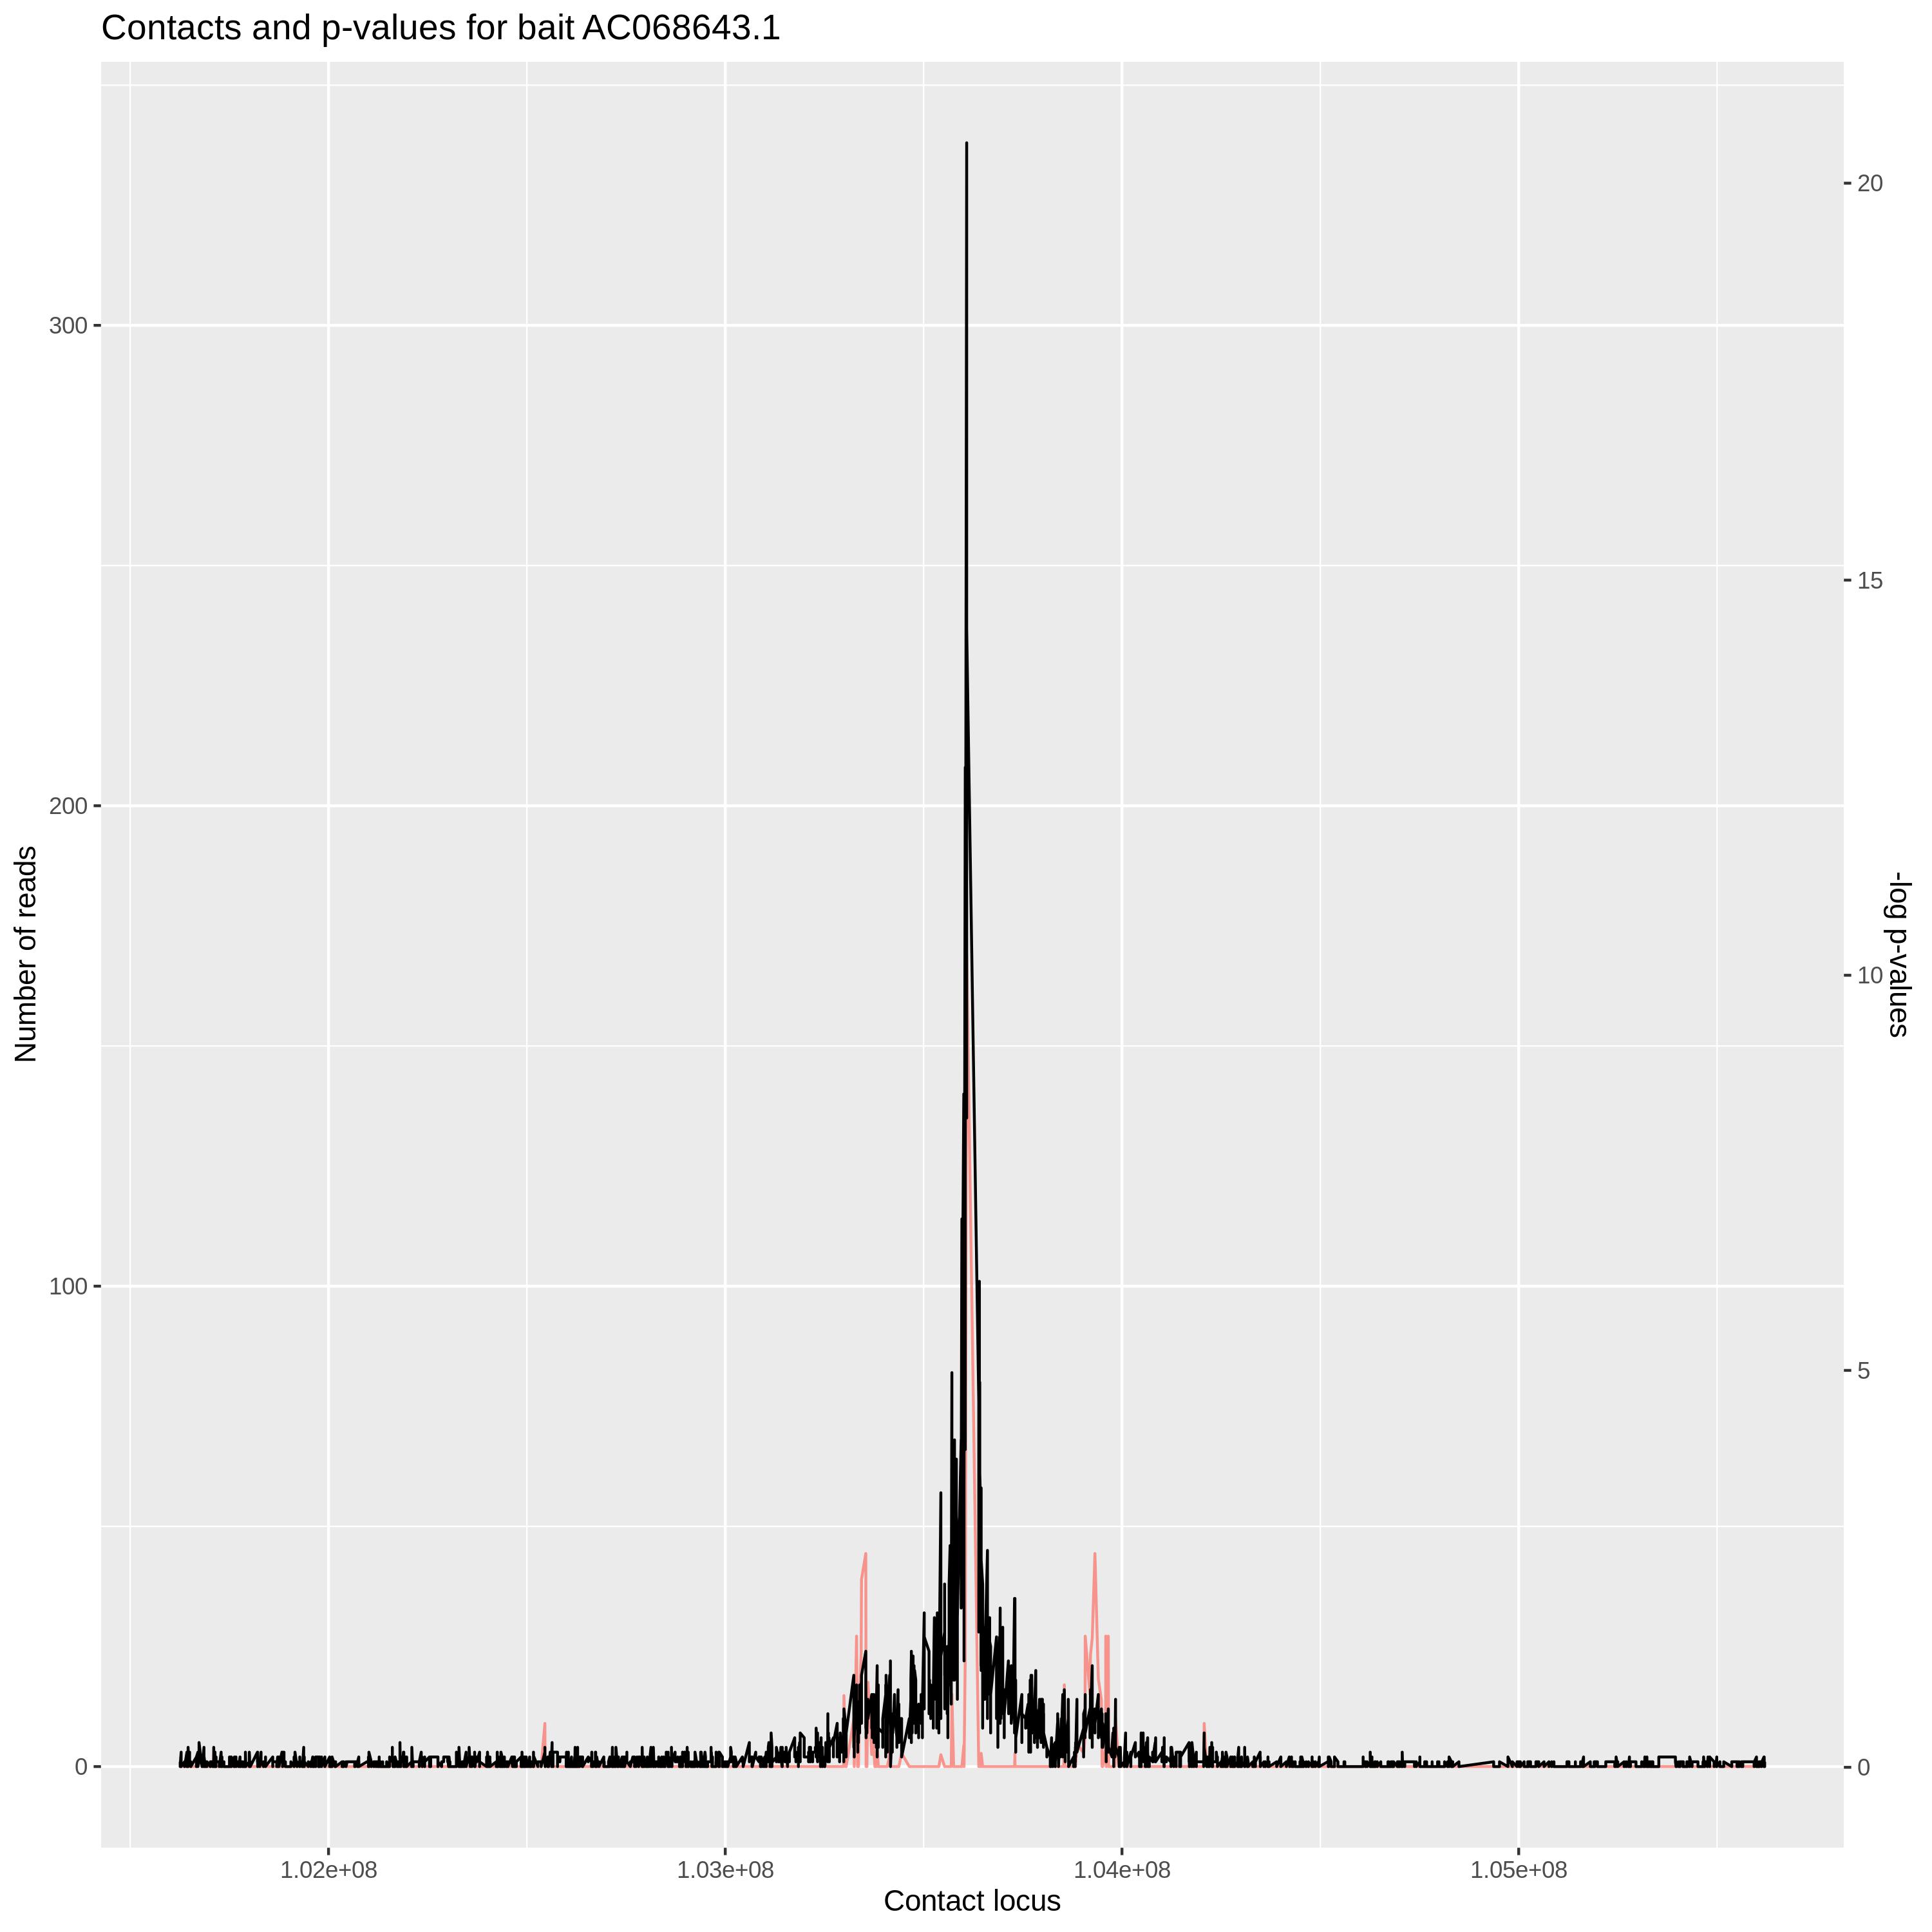 Contacts and p-values for bait AC068643.1
300
200
100
0
20
15
10
5
0
Number of reads
-log p-values
1.02e+08
1.03e+08
1.04e+08
1.05e+08
Contact locus